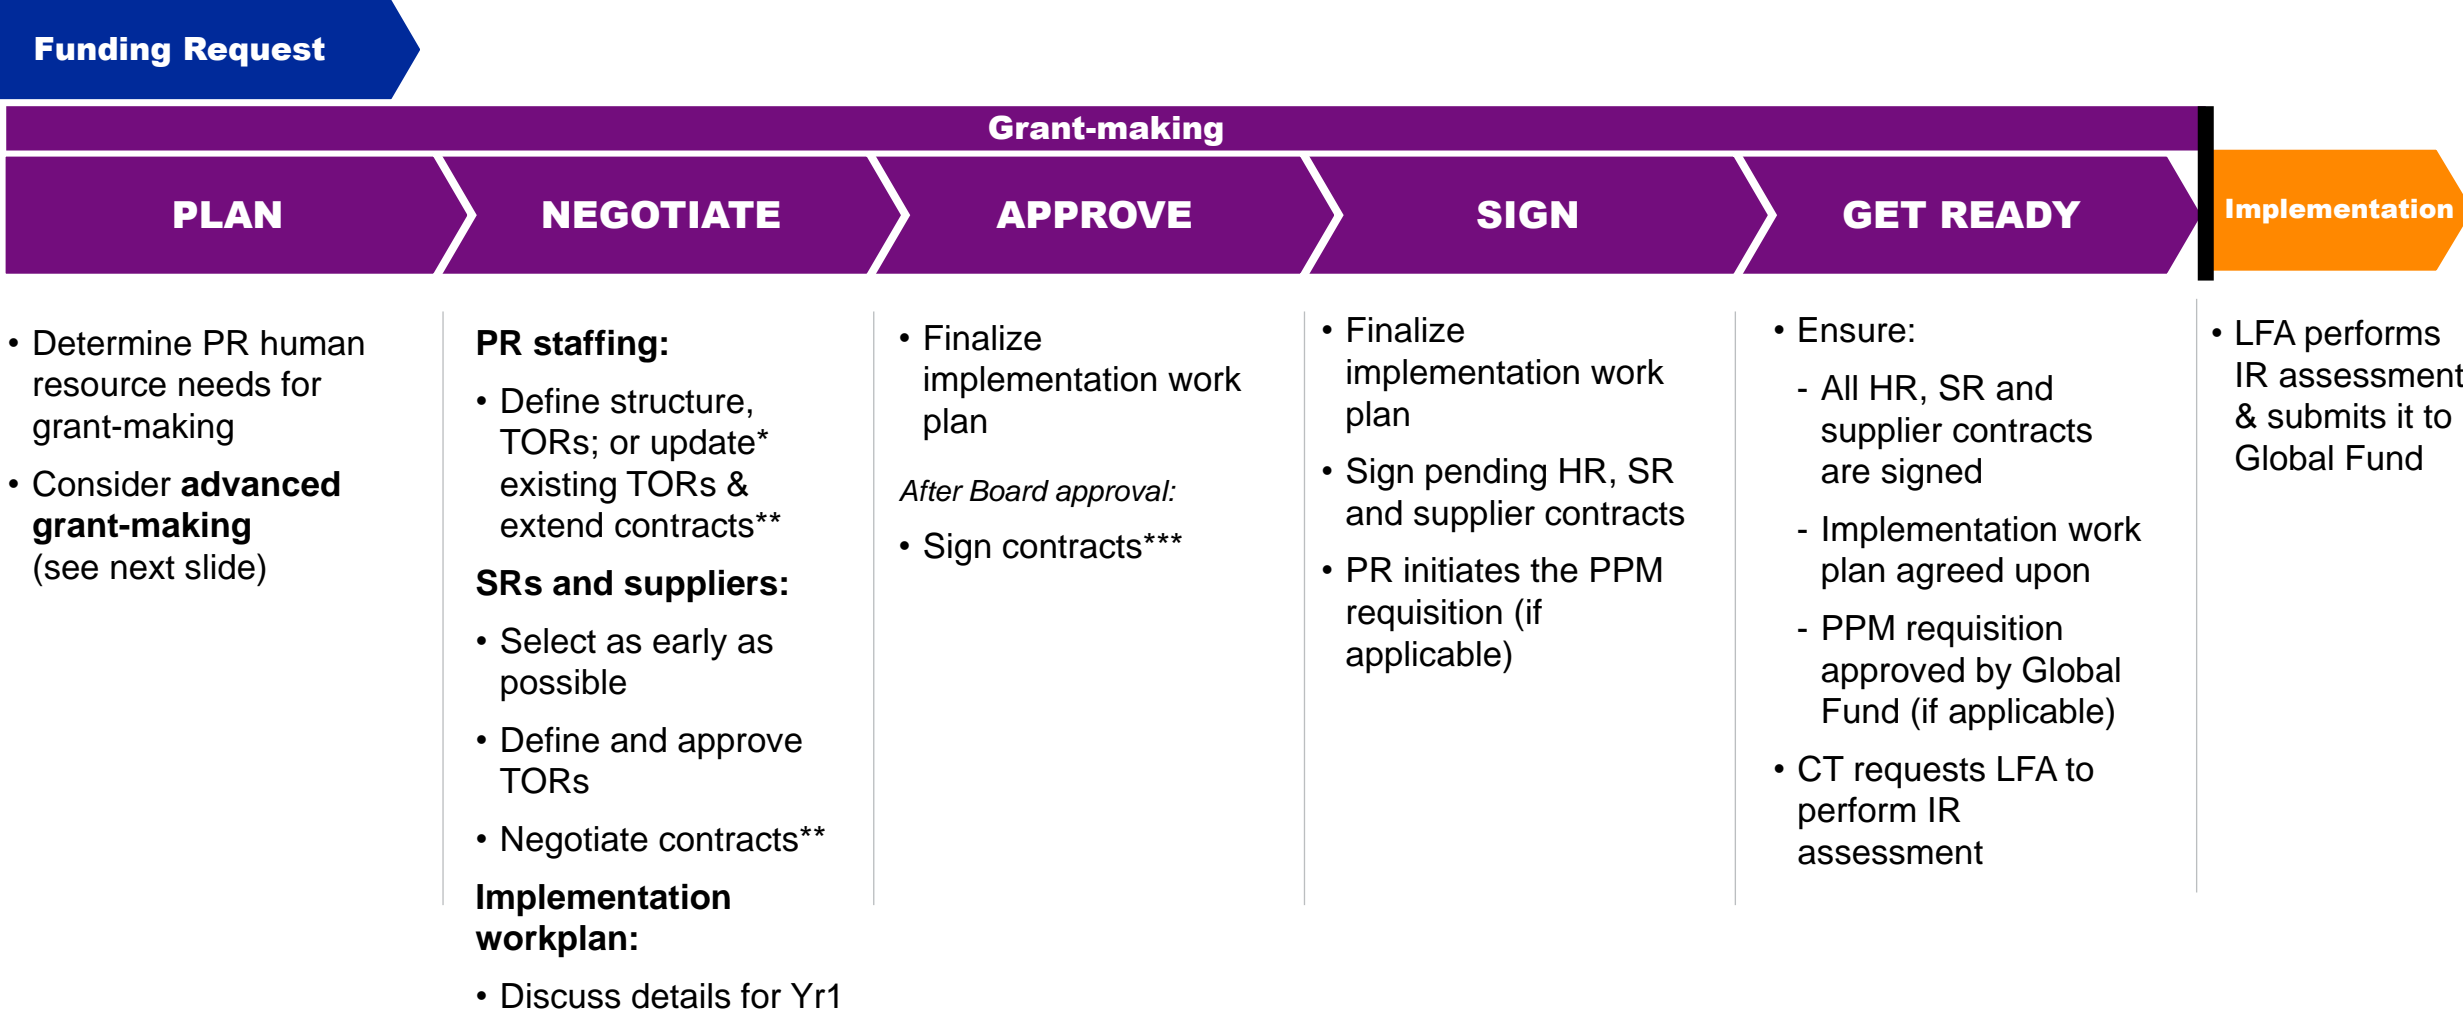 Funding Request
Grant-making
PLAN
NEGOTIATE
APPROVE
SIGN
GET READY
Implementation
• Determine PR human
resource needs for
grant-making
• Consider advanced
grant-making
(see next slide)
PR staffing:
• Define structure,
TORs; or update*
existing TORs &
extend contracts**
SRs and suppliers:
• Select as early as
possible
• Define and approve
TORs
• Negotiate contracts**
Implementation
workplan:
• Discuss details for Yr1
• Finalize
implementation work
plan
After Board approval:
• Sign contracts***
• Finalize
implementation work
plan
• Sign pending HR, SR
and supplier contracts
• PR initiates the PPM
requisition (if
applicable)
• Ensure:
- All HR, SR and
supplier contracts
are signed
- Implementation work
plan agreed upon
- PPM requisition
approved by Global
Fund (if applicable)
• CT requests LFA to
perform IR
assessment
• LFA performs
IR assessment
& submits it to
Global Fund